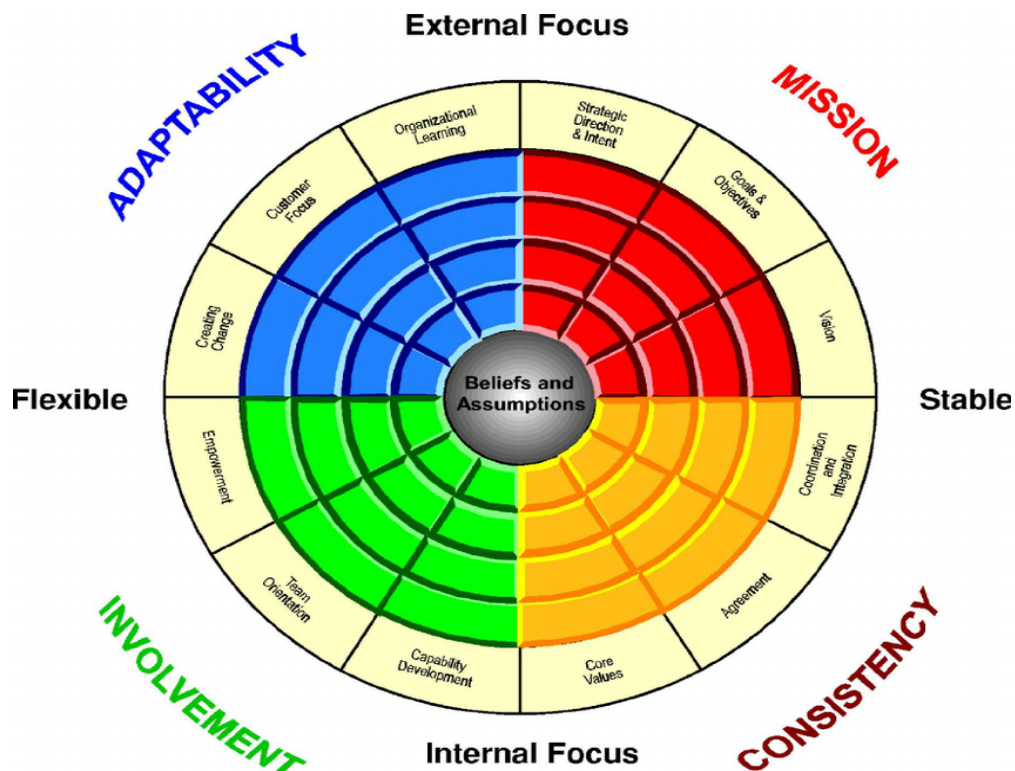 External Focus
ADAPTABILITY
MISSION
Organizational
Learning
Strategic
Direction
& Intent
Customer
Focus
Goals &
Objectives
Creating
Change
Vision
Flexible
Beliefs and
Assumptions
Stable
Empowerment
Coordination
and
Integration
Team
Orientation
Agreement
Capability
Development
Core
Values
INVOLVEMENT
CONSISTENCY
Internal Focus